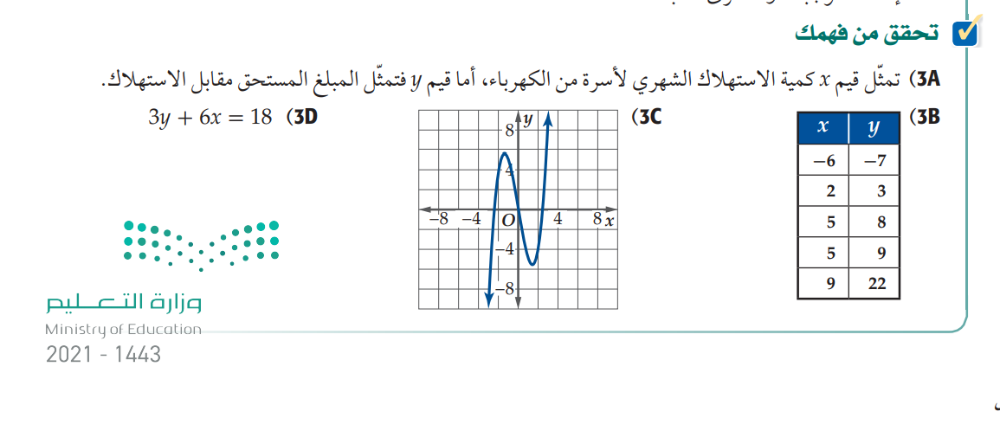 تحقق من فهمك
3A) تمثّل قيم x كمية الاستهلاك الشهري لأسرة من الكهرباء، أما قيم y فتمثّل المبلغ المستحق مقابل الاستهلاك.
3B)
x y
−6 −7
2 3
5 8
5 9
9 22
3C)
y
8
4
−8 −4 O 4 8 x
−4
−8
3D) 3y + 6x = 18
وزارة التعليم
Ministry of Education
2021 - 1443